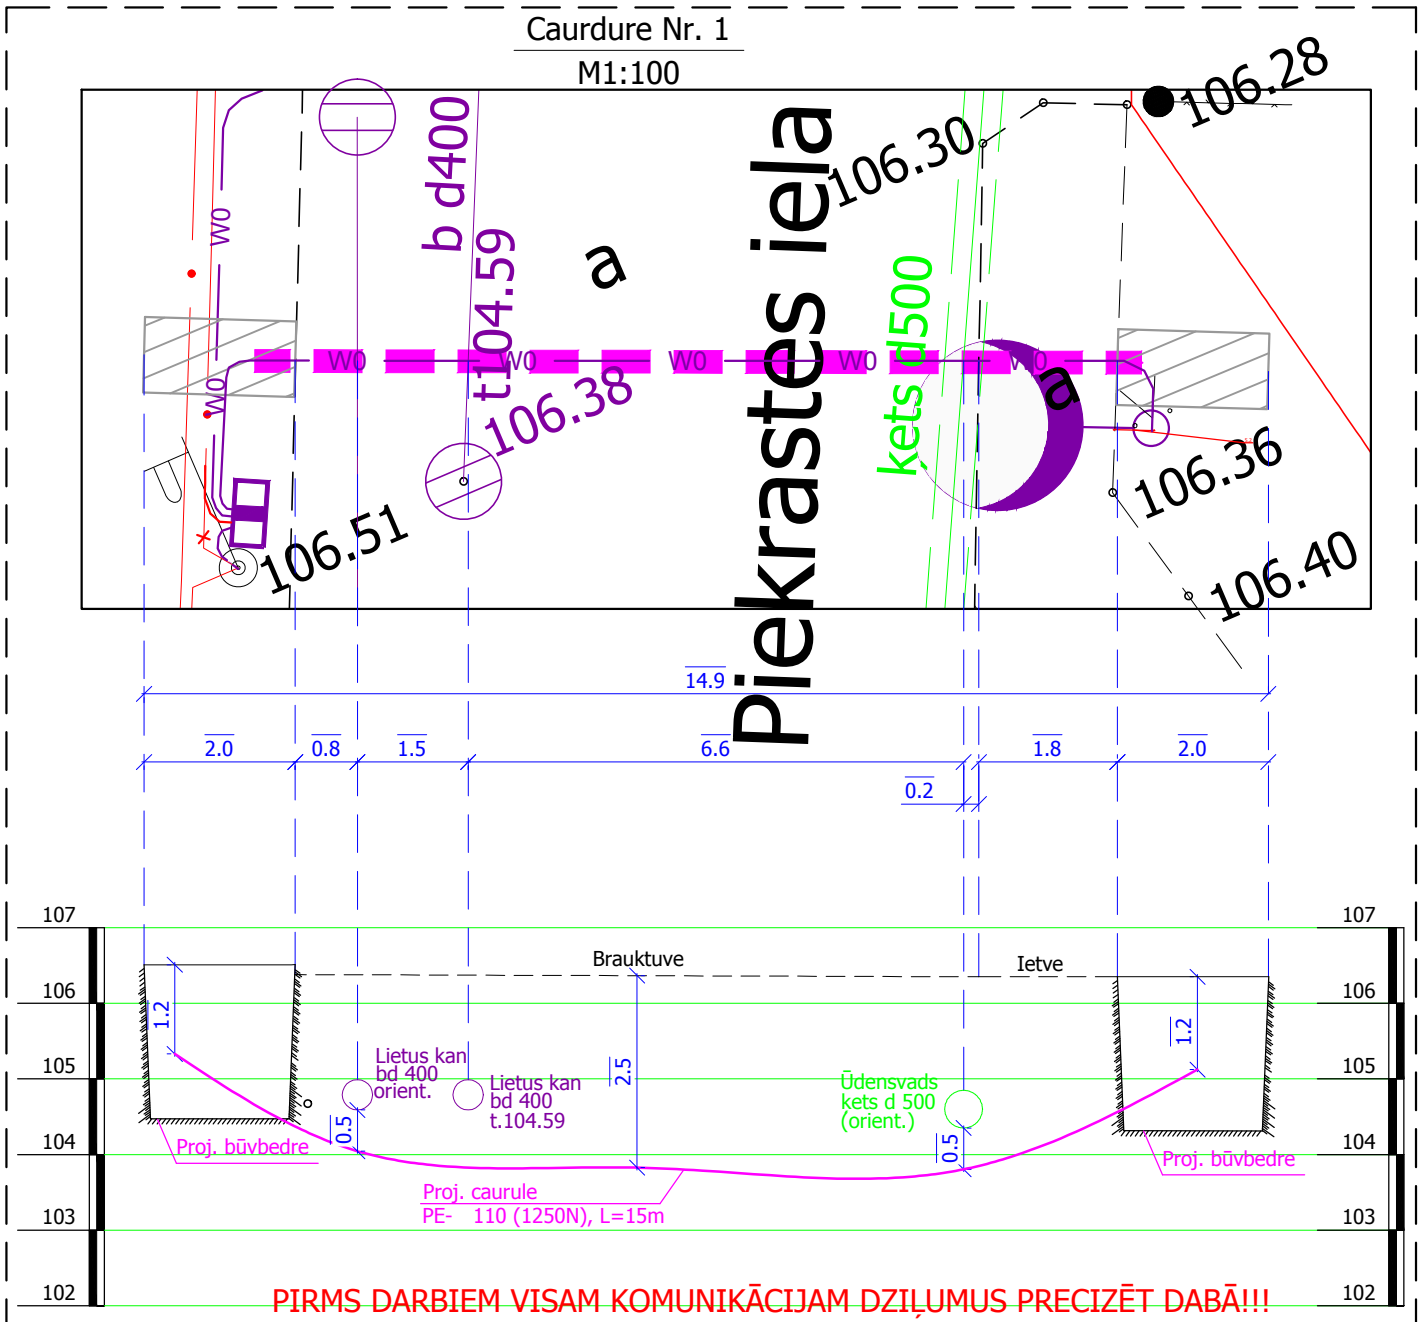 Caurdure Nr. 1
M1:100
106.28
106.30
b d400
t104.59
a
Piekrastes iela
ķets d500
W0
W0
W0
W0
W0
W0
W0
a
106.38
106.36
106.51
106.40
14.9
2.0
0.8
1.5
6.6
0.2
1.8
2.0
107
107
Brauktuve
Ietve
106
106
1.2
2.5
1.2
105
105
Lietus kan
bd 400
orient.
Lietus kan
bd 400
t.104.59
Ūdensvads
ķets d 500
(orient.)
0.5
0.5
104
104
Proj. būvbedre
Proj. būvbedre
Proj. caurule
PE- 110 (1250N), L=15m
103
103
102
102
PIRMS DARBIEM VISAM KOMUNIKĀCIJAM DZIĻUMUS PRECIZĒT DABĀ!!!